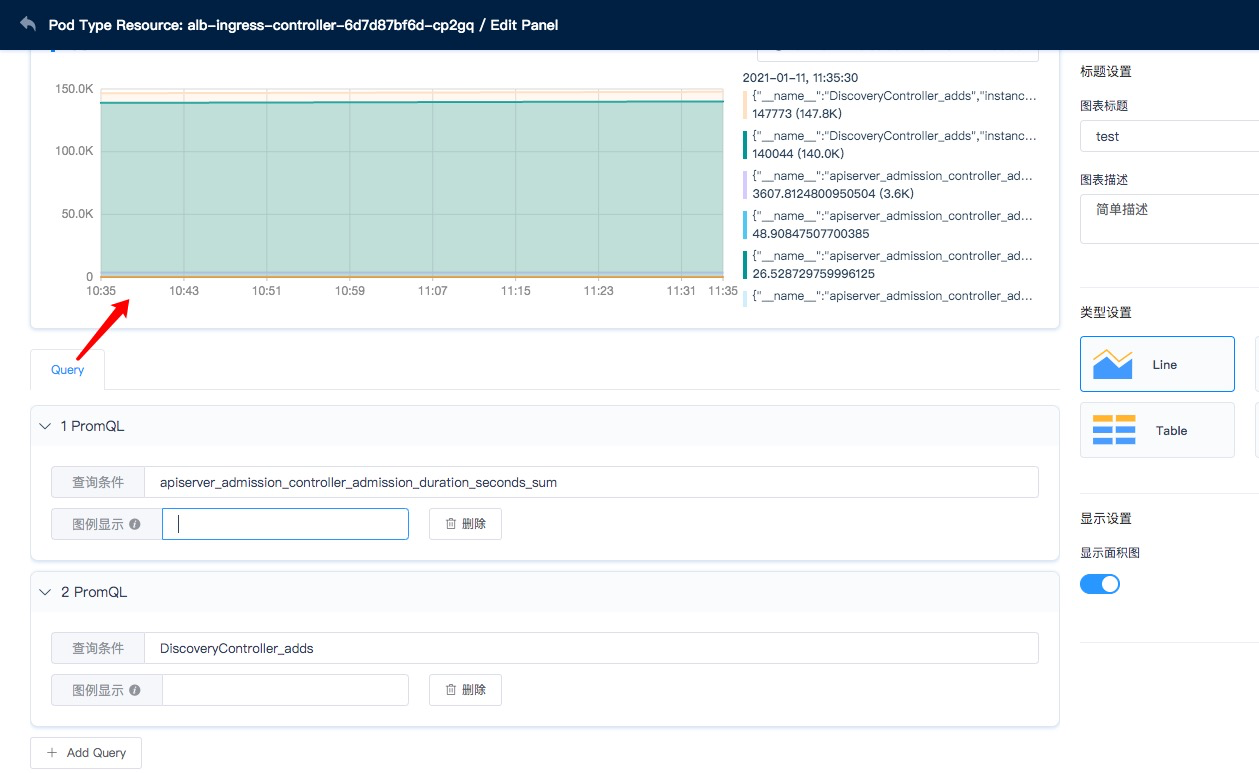 Pod Type Resource: alb-ingress-controller-6d7d87bf6d-cp2gq / Edit Panel
150.0K
100.0K
50.0K
0
10:35 10:43 10:51 10:59 11:07 11:15 11:23 11:31 11:35
2021-01-11, 11:35:30
{"__name__":"DiscoveryController_adds","instanc...
147773 (147.8K)
{"__name__":"DiscoveryController_adds","instanc...
140044 (140.0K)
{"__name__":"apiserver_admission_controller_ad...
3607.8124800950504 (3.6K)
{"__name__":"apiserver_admission_controller_ad...
48.90847507700385
{"__name__":"apiserver_admission_controller_ad...
26.528729759996125
{"__name__":"apiserver_admission_controller_ad...
Query
1 PromQL
查询条件 apiserver_admission_controller_admission_duration_seconds_sum
图例显示 删除
2 PromQL
查询条件 DiscoveryController_adds
图例显示 删除
+ Add Query
标题设置
图表标题
test
图表描述
简单描述
类型设置
Line
Table
显示设置
显示面积图